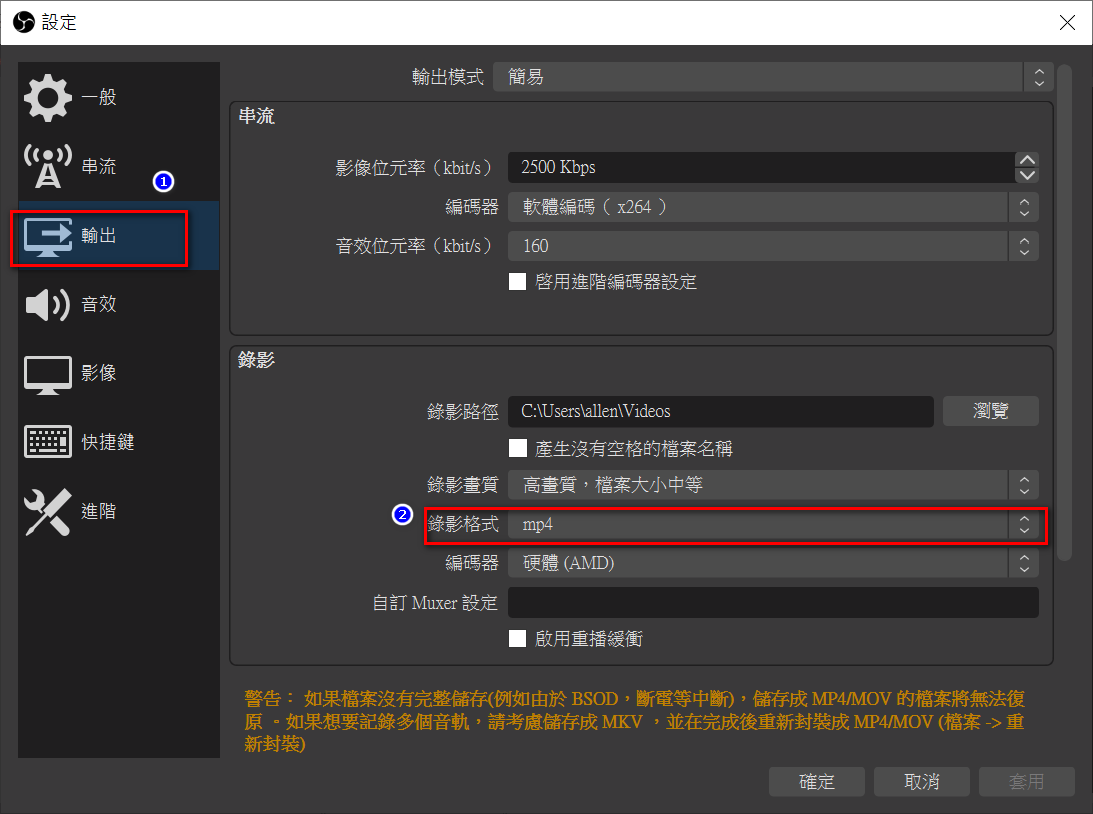 設定
一般
串流
1
輸出
音效
影像
快捷鍵
進階
輸出模式 簡易
串流
影像位元率（kbit/s） 2500 Kbps
編碼器 軟體編碼（ x264 ）
音效位元率（kbit/s） 160
啓用進階編碼器設定
錄影
錄影路徑 C:\Users\allen\Videos 瀏覽
產生沒有空格的檔案名稱
錄影畫質 高畫質，檔案大小中等
2
錄影格式 mp4
編碼器 硬體 (AMD)
自訂 Muxer 設定
啟用重播緩衝
警告： 如果檔案沒有完整儲存(例如由於 BSOD，斷電等中斷)，儲存成 MP4/MOV 的檔案將無法復
原 。如果想要記錄多個音軌，請考慮儲存成 MKV ，並在完成後重新封裝成 MP4/MOV (檔案 -> 重
新封裝)
確定 取消 套用